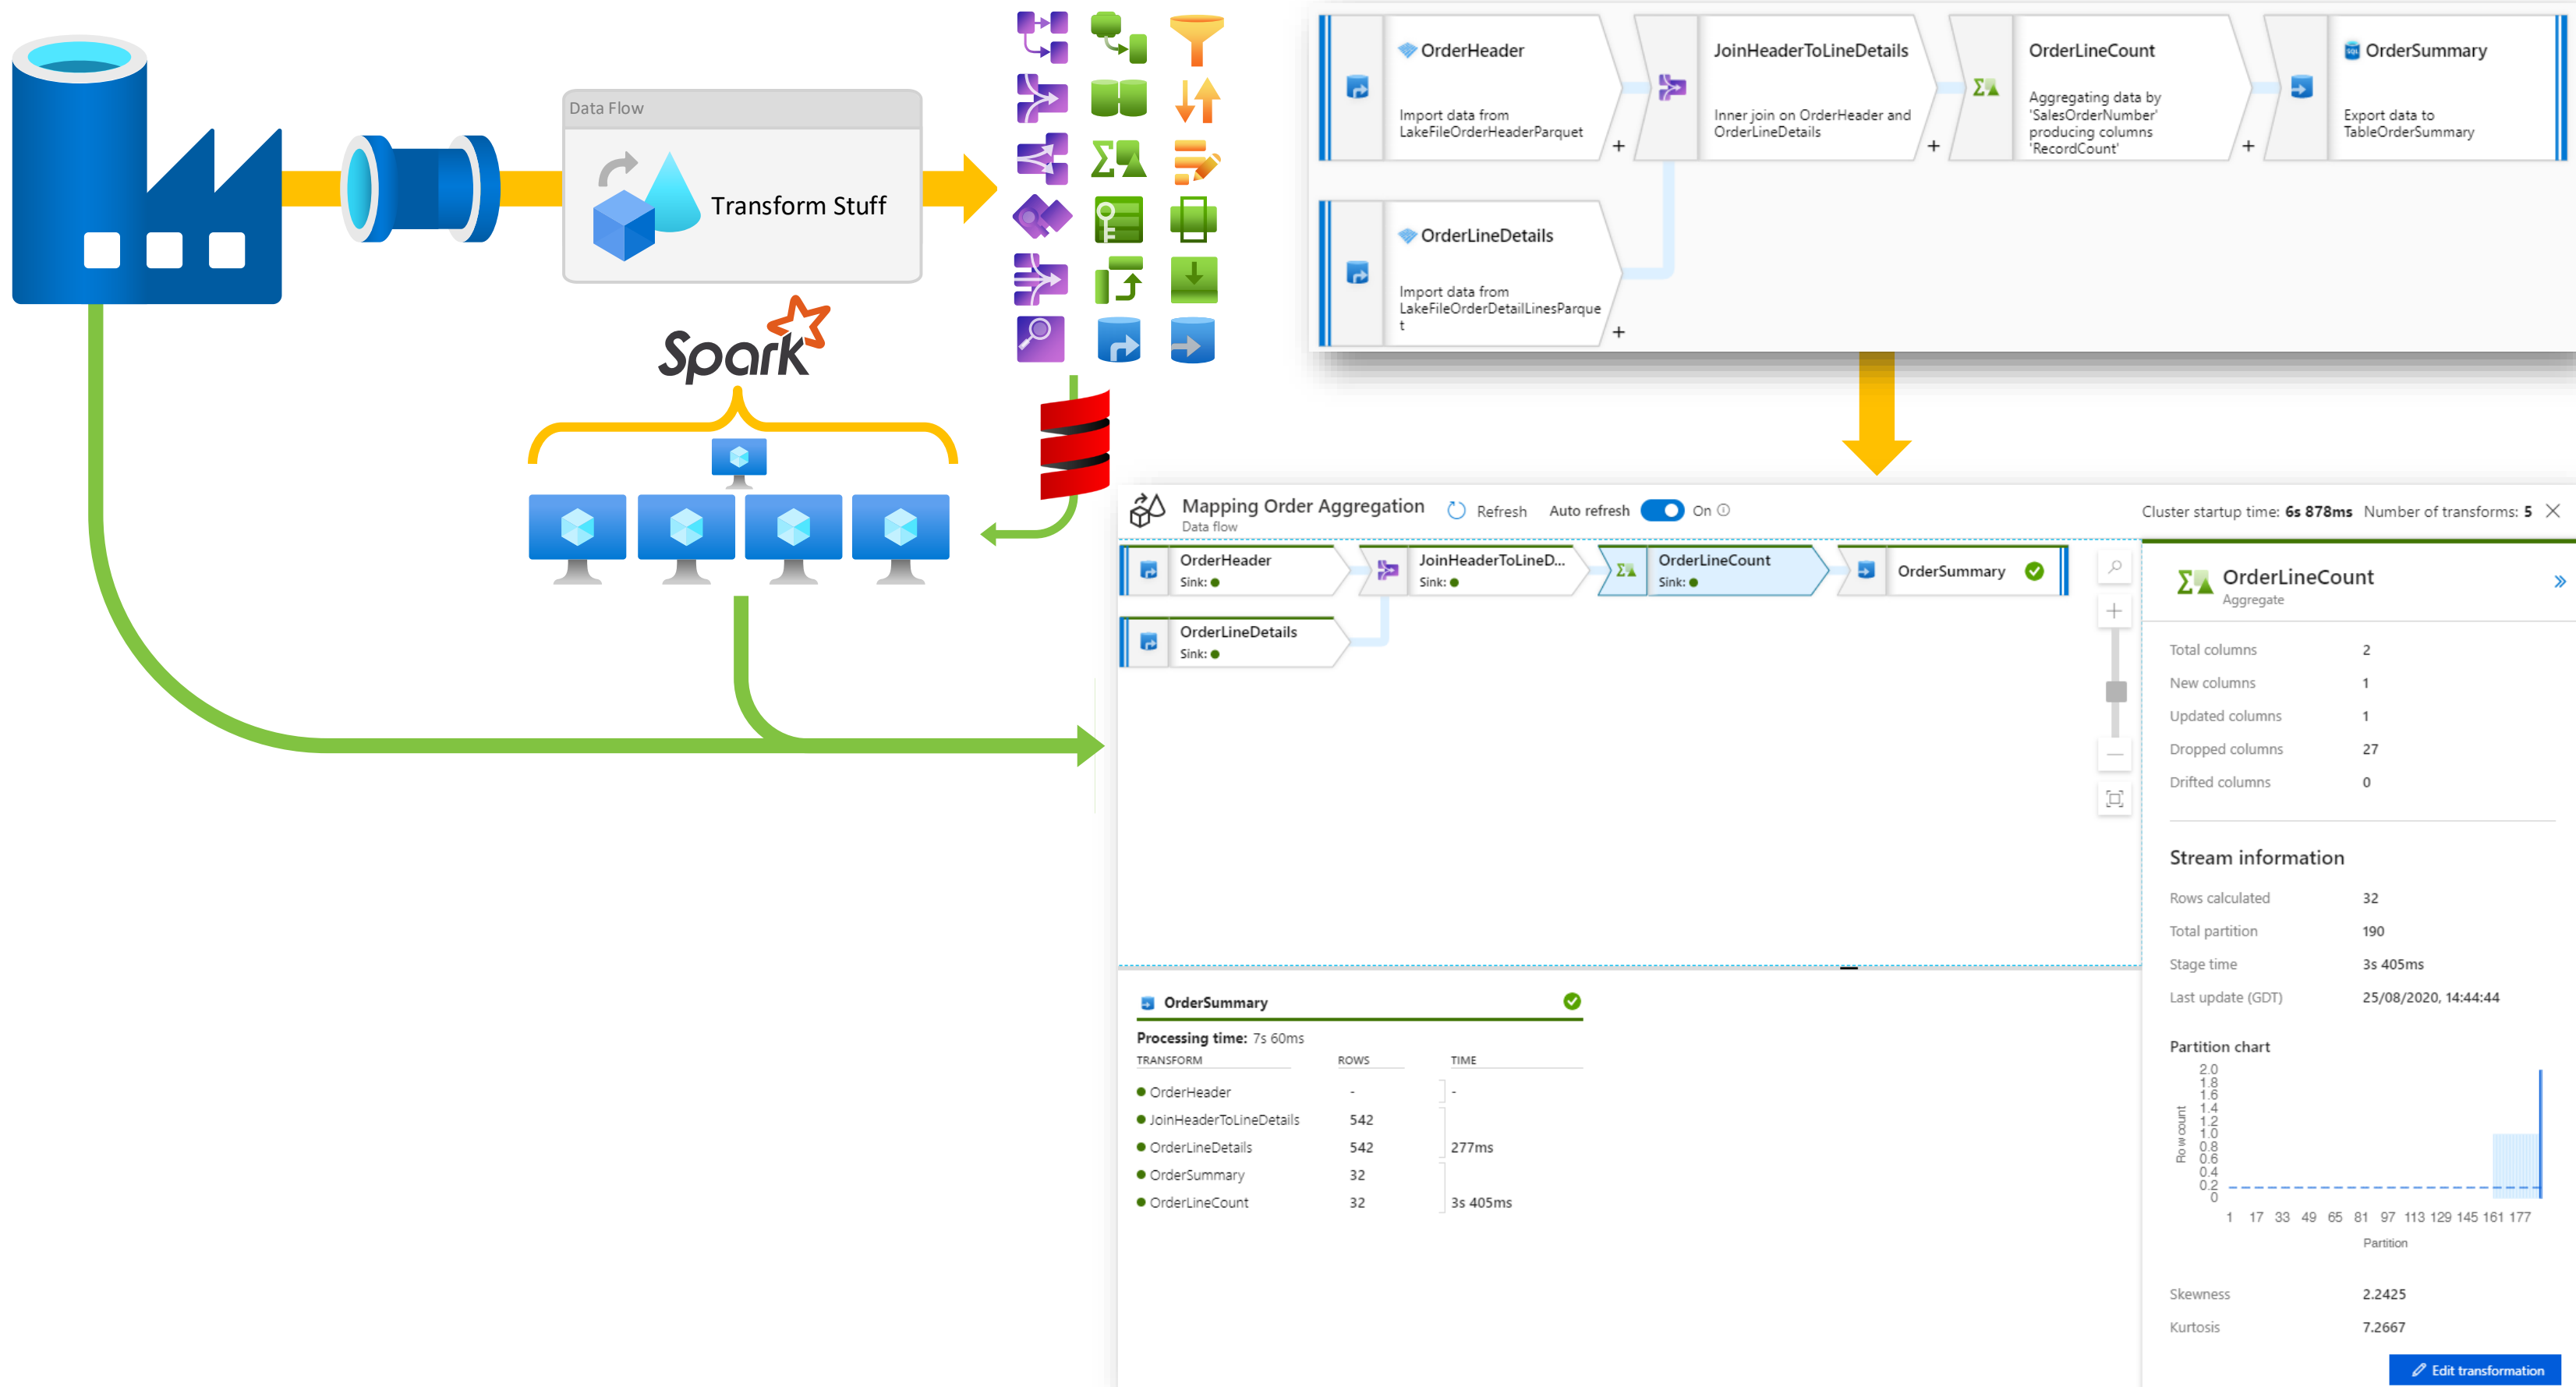 Data Flow
Transform Stuff
Spark
OrderHeader
Import data from
LakeFileOrderHeaderParquet
+
JoinHeaderToLineDetails
Inner join on OrderHeader and
OrderLineDetails
+
OrderLineCount
Aggregating data by
'SalesOrderNumber'
producing columns
'RecordCount'
+
SQL
OrderSummary
Export data to
TableOrderSummary
OrderLineDetails
Import data from
LakeFileOrderDetailLinesParque
t
+
Mapping Order Aggregation
Data flow
Refresh
Auto refresh
On
Cluster startup time: 6s 878ms Number of transforms: 5
OrderHeader
Sink:
JoinHeaderToLineD...
Sink:
OrderLineCount
Sink:
OrderSummary
OrderLineDetails
Sink:
OrderLineCount
Aggregate
Total columns 2
New columns 1
Updated columns 1
Dropped columns 27
Drifted columns 0
Stream information
Rows calculated 32
Total partition 190
Stage time 3s 405ms
Last update (GDT) 25/08/2020, 14:44:44
Partition chart
2.0
1.8
1.6
1.4
1.2
1.0
0.8
0.6
0.4
0.2
0
Row count
1 17 33 49 65 81 97 113 129 145 161 177
Partition
Skewness 2.2425
Kurtosis 7.2667
Edit transformation
OrderSummary
Processing time: 7s 60ms
TRANSFORM ROWS TIME
OrderHeader - -
JoinHeaderToLineDetails 542
OrderLineDetails 542 277ms
OrderSummary 32
OrderLineCount 32 3s 405ms